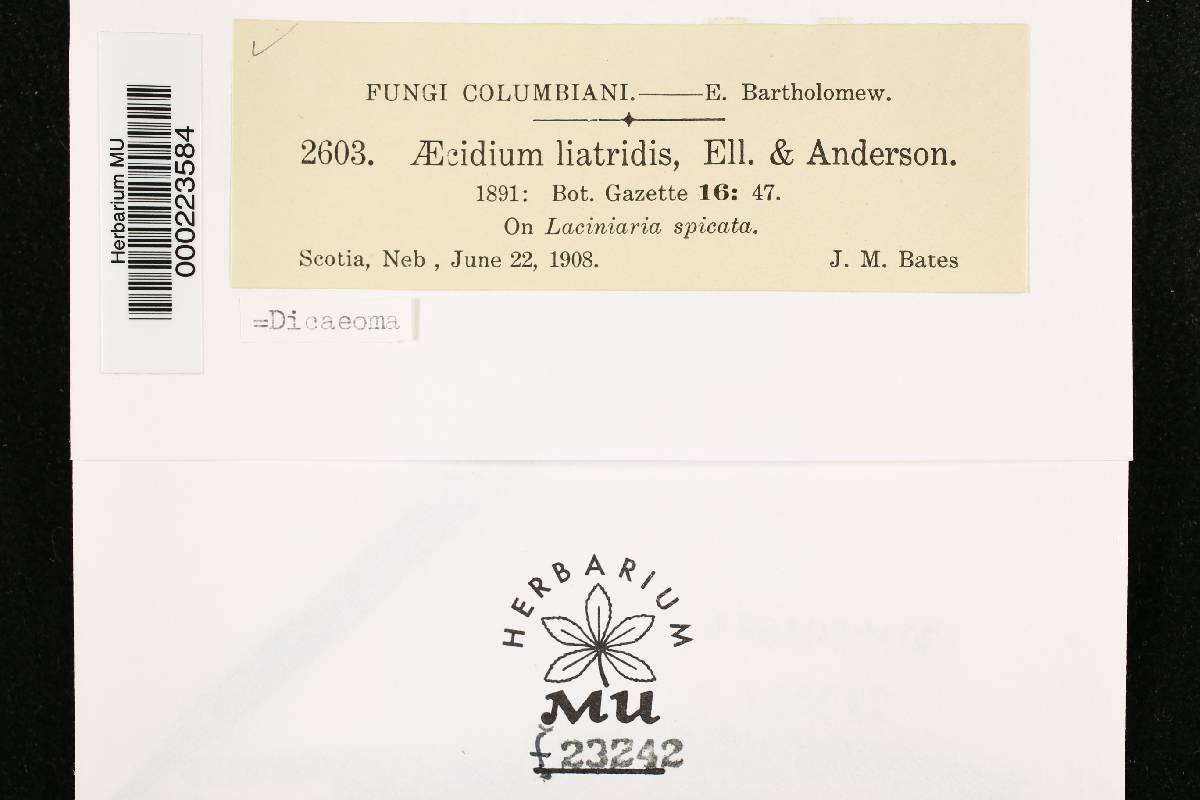 Herbarium MU
000223584
FUNGI COLUMBIANI.——E. Bartholomew.
2603. Æcidium liatridis, Ell. & Anderson.
1891: Bot. Gazette 16: 47.
On Laciniaria spicata.
Scotia, Neb , June 22, 1908. J. M. Bates
=Dicaeoma
HERBARIUM
MU
f 23242